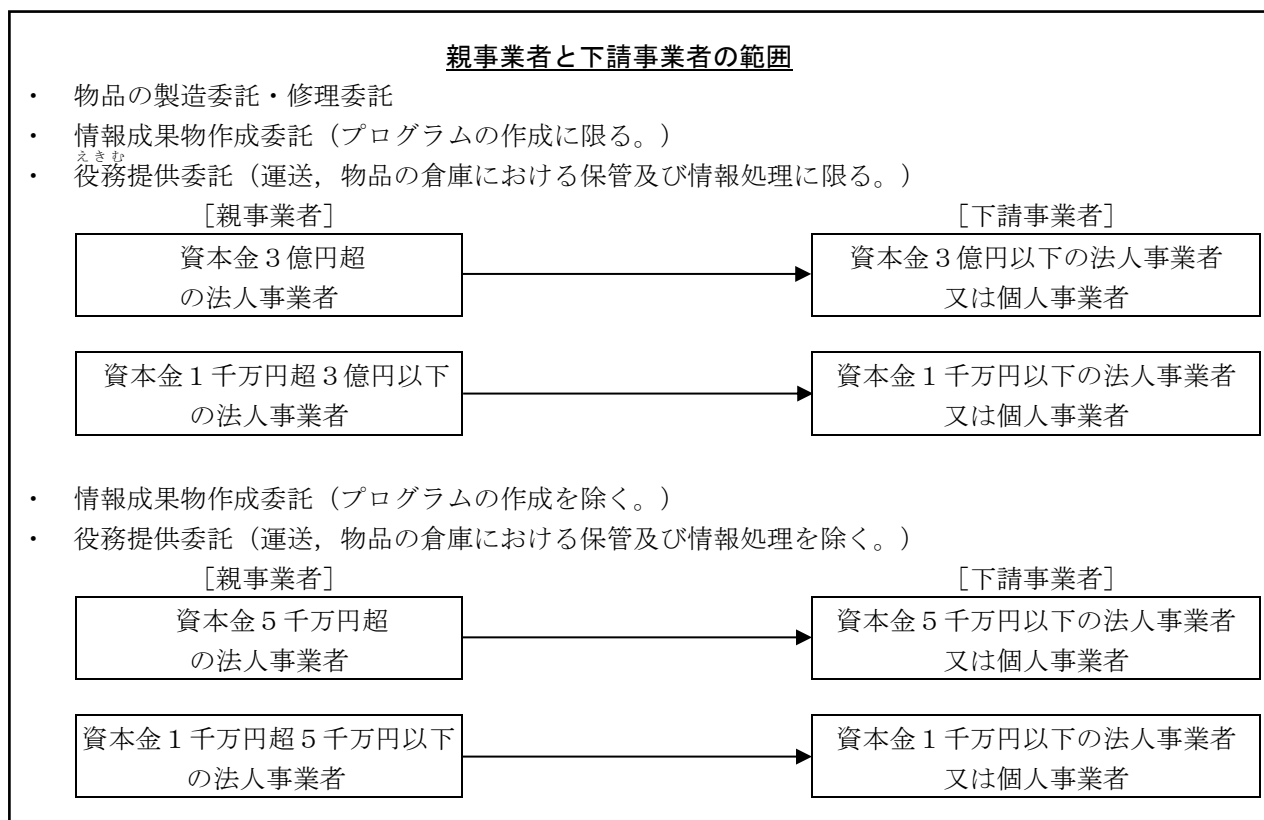 親事業者と下請事業者の範囲
・ 物品の製造委託・修理委託
・ 情報成果物作成委託（プログラムの作成に限る。）
えきむ
・ 役務提供委託（運送，物品の倉庫における保管及び情報処理に限る。）
［親事業者］ ［下請事業者］
資本金３億円超 資本金３億円以下の法人事業者
の法人事業者 又は個人事業者
資本金１千万円超３億円以下 資本金１千万円以下の法人事業者
の法人事業者 又は個人事業者
・ 情報成果物作成委託（プログラムの作成を除く。）
・ 役務提供委託（運送，物品の倉庫における保管及び情報処理を除く。）
［親事業者］ ［下請事業者］
資本金５千万円超 資本金５千万円以下の法人事業者
の法人事業者 又は個人事業者
資本金１千万円超５千万円以下 資本金１千万円以下の法人事業者
の法人事業者 又は個人事業者